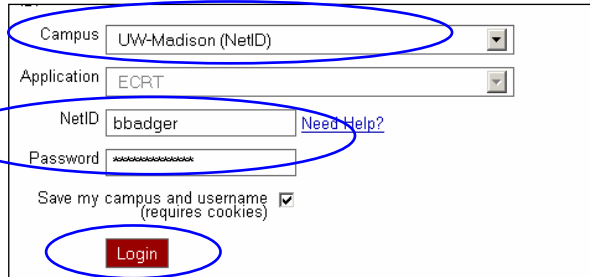 Campus UW-Madison (NetID)
Application ECRT
NetID bbadger Need Help?
Password **************
Save my campus and username
(requires cookies)
Login